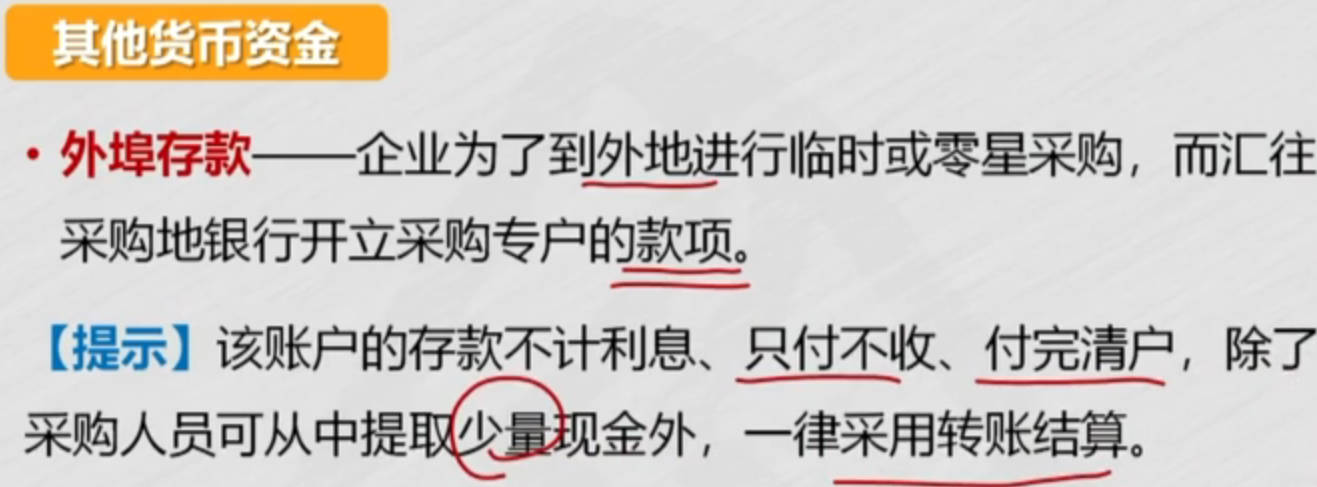 其他货币资金
• 外埠存款——企业为了到外地进行临时或零星采购，而汇往
采购地银行开立采购专户的款项。
【提示】该账户的存款不计利息、只付不收、付完清户，除了
采购人员可从中提取少量现金外，一律采用转账结算。